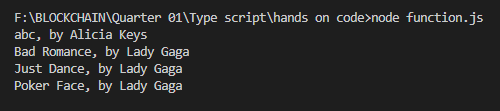 F:\BLOCKCHAIN\Quarter 01\Type script\hands on code>node function.js
abc, by Alicia Keys
Bad Romance, by Lady Gaga
Just Dance, by Lady Gaga
Poker Face, by Lady Gaga